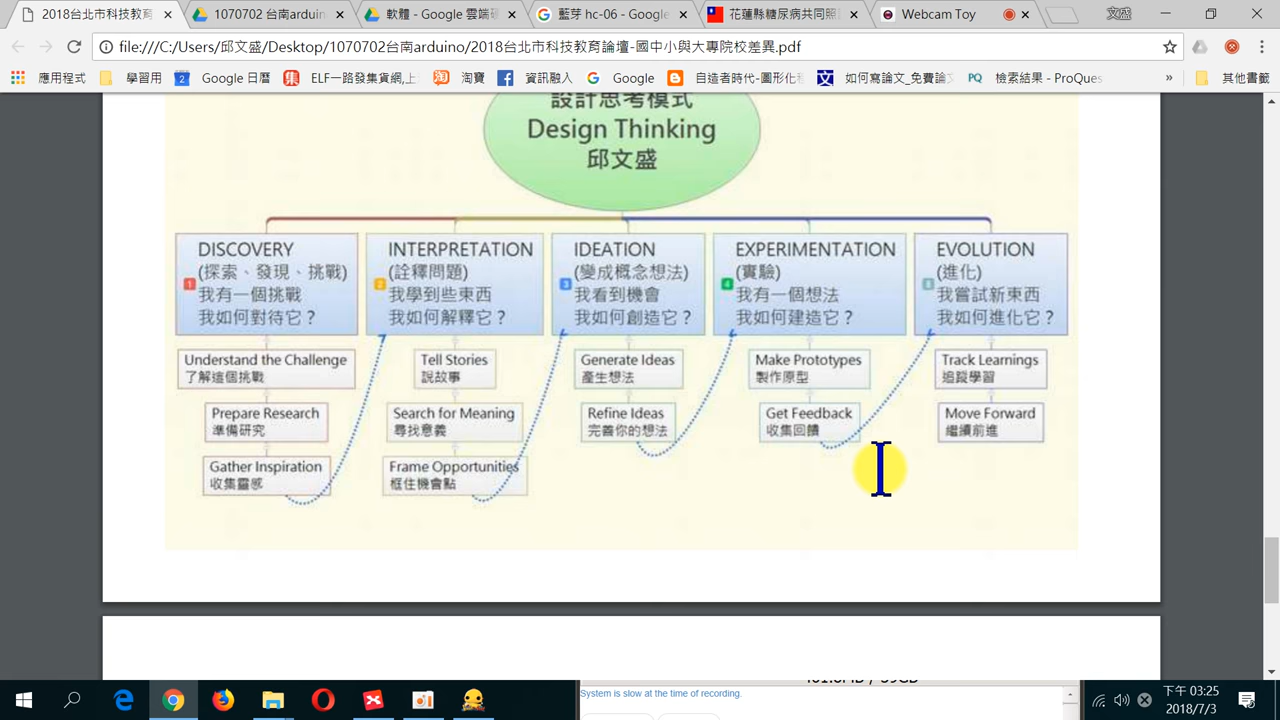 2018台北市科技教育
1070702 台南arduin
軟體 - Google 雲端硬
藍芽 hc-06 - Google
花蓮縣糖尿病共同照
Webcam Toy
文盛
file:///C:/Users/邱文盛/Desktop/1070702台南arduino/2018台北市科技教育論壇-國中小與大專院校差異.pdf
應用程式
學習用
Google 日曆
ELF一路發集貨網,上
淘寶
資訊融入
Google
自造者時代-圖形化程
如何寫論文_免費論文
檢索結果 - ProQues
»
其他書籤
設計思考模式
Design Thinking
邱文盛
DISCOVERY
(探索、發現、挑戰)
1
我有一個挑戰
我如何對待它？
INTERPRETATION
(詮釋問題)
2
我學到些東西
我如何解釋它？
IDEATION
(變成概念想法)
3
我看到機會
我如何創造它？
EXPERIMENTATION
(實驗)
4
我有一個想法
我如何建造它？
EVOLUTION
(進化)
我嘗試新東西
我如何進化它？
Understand the Challenge
了解這個挑戰
Prepare Research
準備研究
Gather Inspiration
收集靈感
Tell Stories
說故事
Search for Meaning
尋找意義
Frame Opportunities
框住機會點
Generate Ideas
產生想法
Refine Ideas
完善你的想法
Make Prototypes
製作原型
Get Feedback
收集回饋
Track Learnings
追蹤學習
Move Forward
繼續前進
System is slow at the time of recording.
下午 03:25
2018/7/3